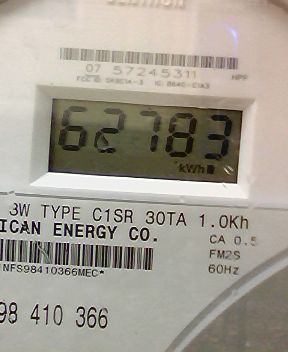 07 57245311
62783
kWh
3W TYPE C1SR 30TA 1.0Kh
ICAN ENERGY CO.
CA 0.5
FM2S
NFS98410366MEC*
60Hz
98 410 366